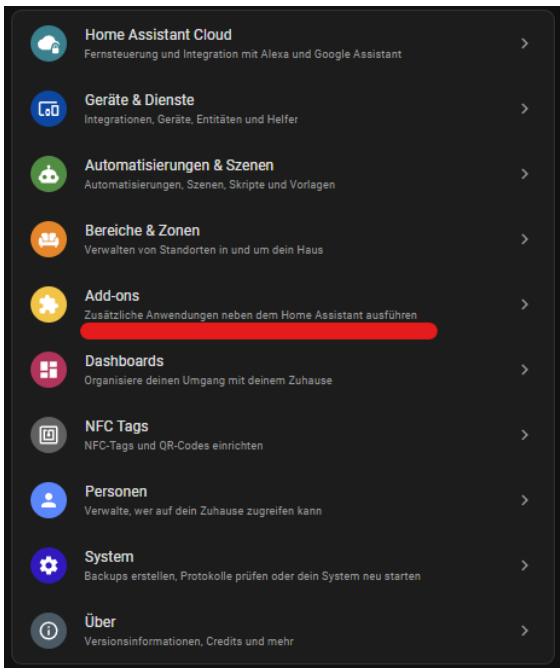 Home Assistant Cloud
Fernsteuerung und Integration mit Alexa und Google Assistant
Geräte & Dienste
Integrationen, Geräte, Entitäten und Helfer
Automatisierungen & Szenen
Automatisierungen, Szenen, Skripte und Vorlagen
Bereiche & Zonen
Verwalten von Standorten in und um dein Haus
Add-ons
Zusätzliche Anwendungen neben dem Home Assistant ausführen
Dashboards
Organisiere deinen Umgang mit deinem Zuhause
NFC Tags
NFC-Tags und QR-Codes einrichten
Personen
Verwalte, wer auf dein Zuhause zugreifen kann
System
Backups erstellen, Protokolle prüfen oder dein System neu starten
Über
Versionsinformationen, Credits und mehr